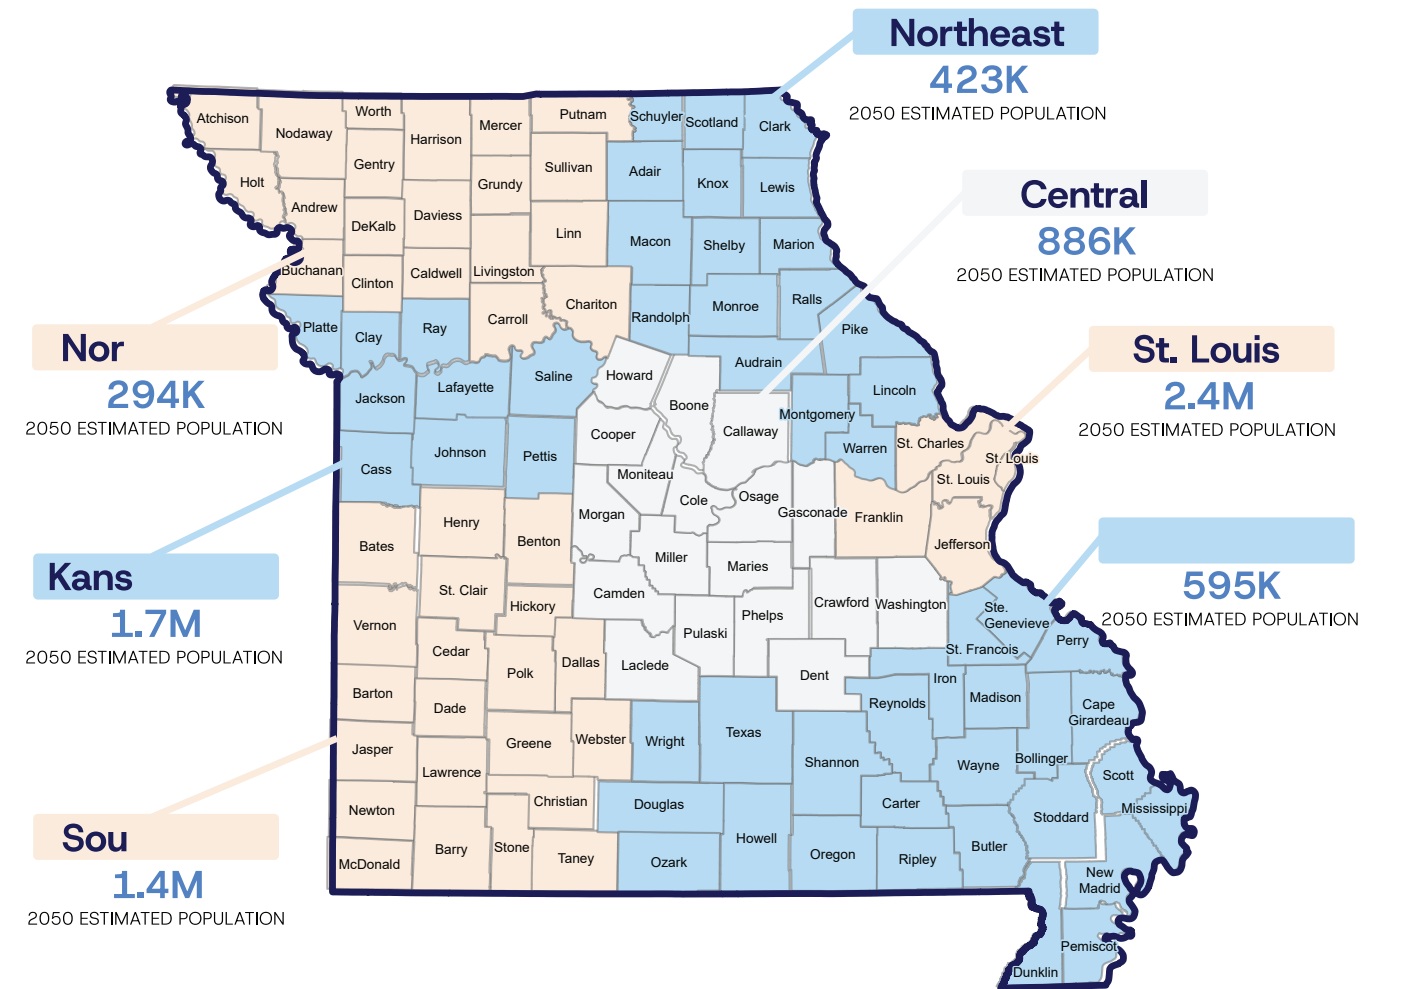 Northeast
423K
2050 ESTIMATED POPULATION
Central
886K
2050 ESTIMATED POPULATION
St. Louis
2.4M
2050 ESTIMATED POPULATION
595K
2050 ESTIMATED POPULATION
Nor
294K
2050 ESTIMATED POPULATION
Kans
1.7M
2050 ESTIMATED POPULATION
Sou
1.4M
2050 ESTIMATED POPULATION
Atchison
Nodaway
Worth
Harrison
Mercer
Putnam
Schuyler
Scotland
Clark
Gentry
Sullivan
Adair
Knox
Lewis
Holt
Andrew
Grundy
DeKalb
Daviess
Linn
Macon
Shelby
Marion
Buchanan
Clinton
Caldwell
Livingston
Chariton
Randolph
Monroe
Ralls
Pike
Platte
Clay
Ray
Carroll
Audrain
Jackson
Lafayette
Saline
Howard
Boone
Callaway
Montgomery
Lincoln
Warren
St. Charles
St. Louis
St. Louis
Cass
Johnson
Pettis
Cooper
Moniteau
Cole
Osage
Gasconade
Franklin
Jefferson
Bates
Henry
Benton
Morgan
Miller
Maries
St. Clair
Hickory
Camden
Pulaski
Phelps
Crawford
Washington
Ste.
Genevieve
St. Francois
Perry
Vernon
Cedar
Polk
Dallas
Laclede
Dent
Iron
Madison
Reynolds
Cape
Girardeau
Barton
Dade
Greene
Webster
Wright
Texas
Shannon
Wayne
Bollinger
Scott
Mississippi
Jasper
Lawrence
Christian
Douglas
Howell
Carter
Stoddard
Newton
McDonald
Barry
Stone
Taney
Ozark
Oregon
Ripley
Butler
New
Madrid
Pemiscot
Dunklin